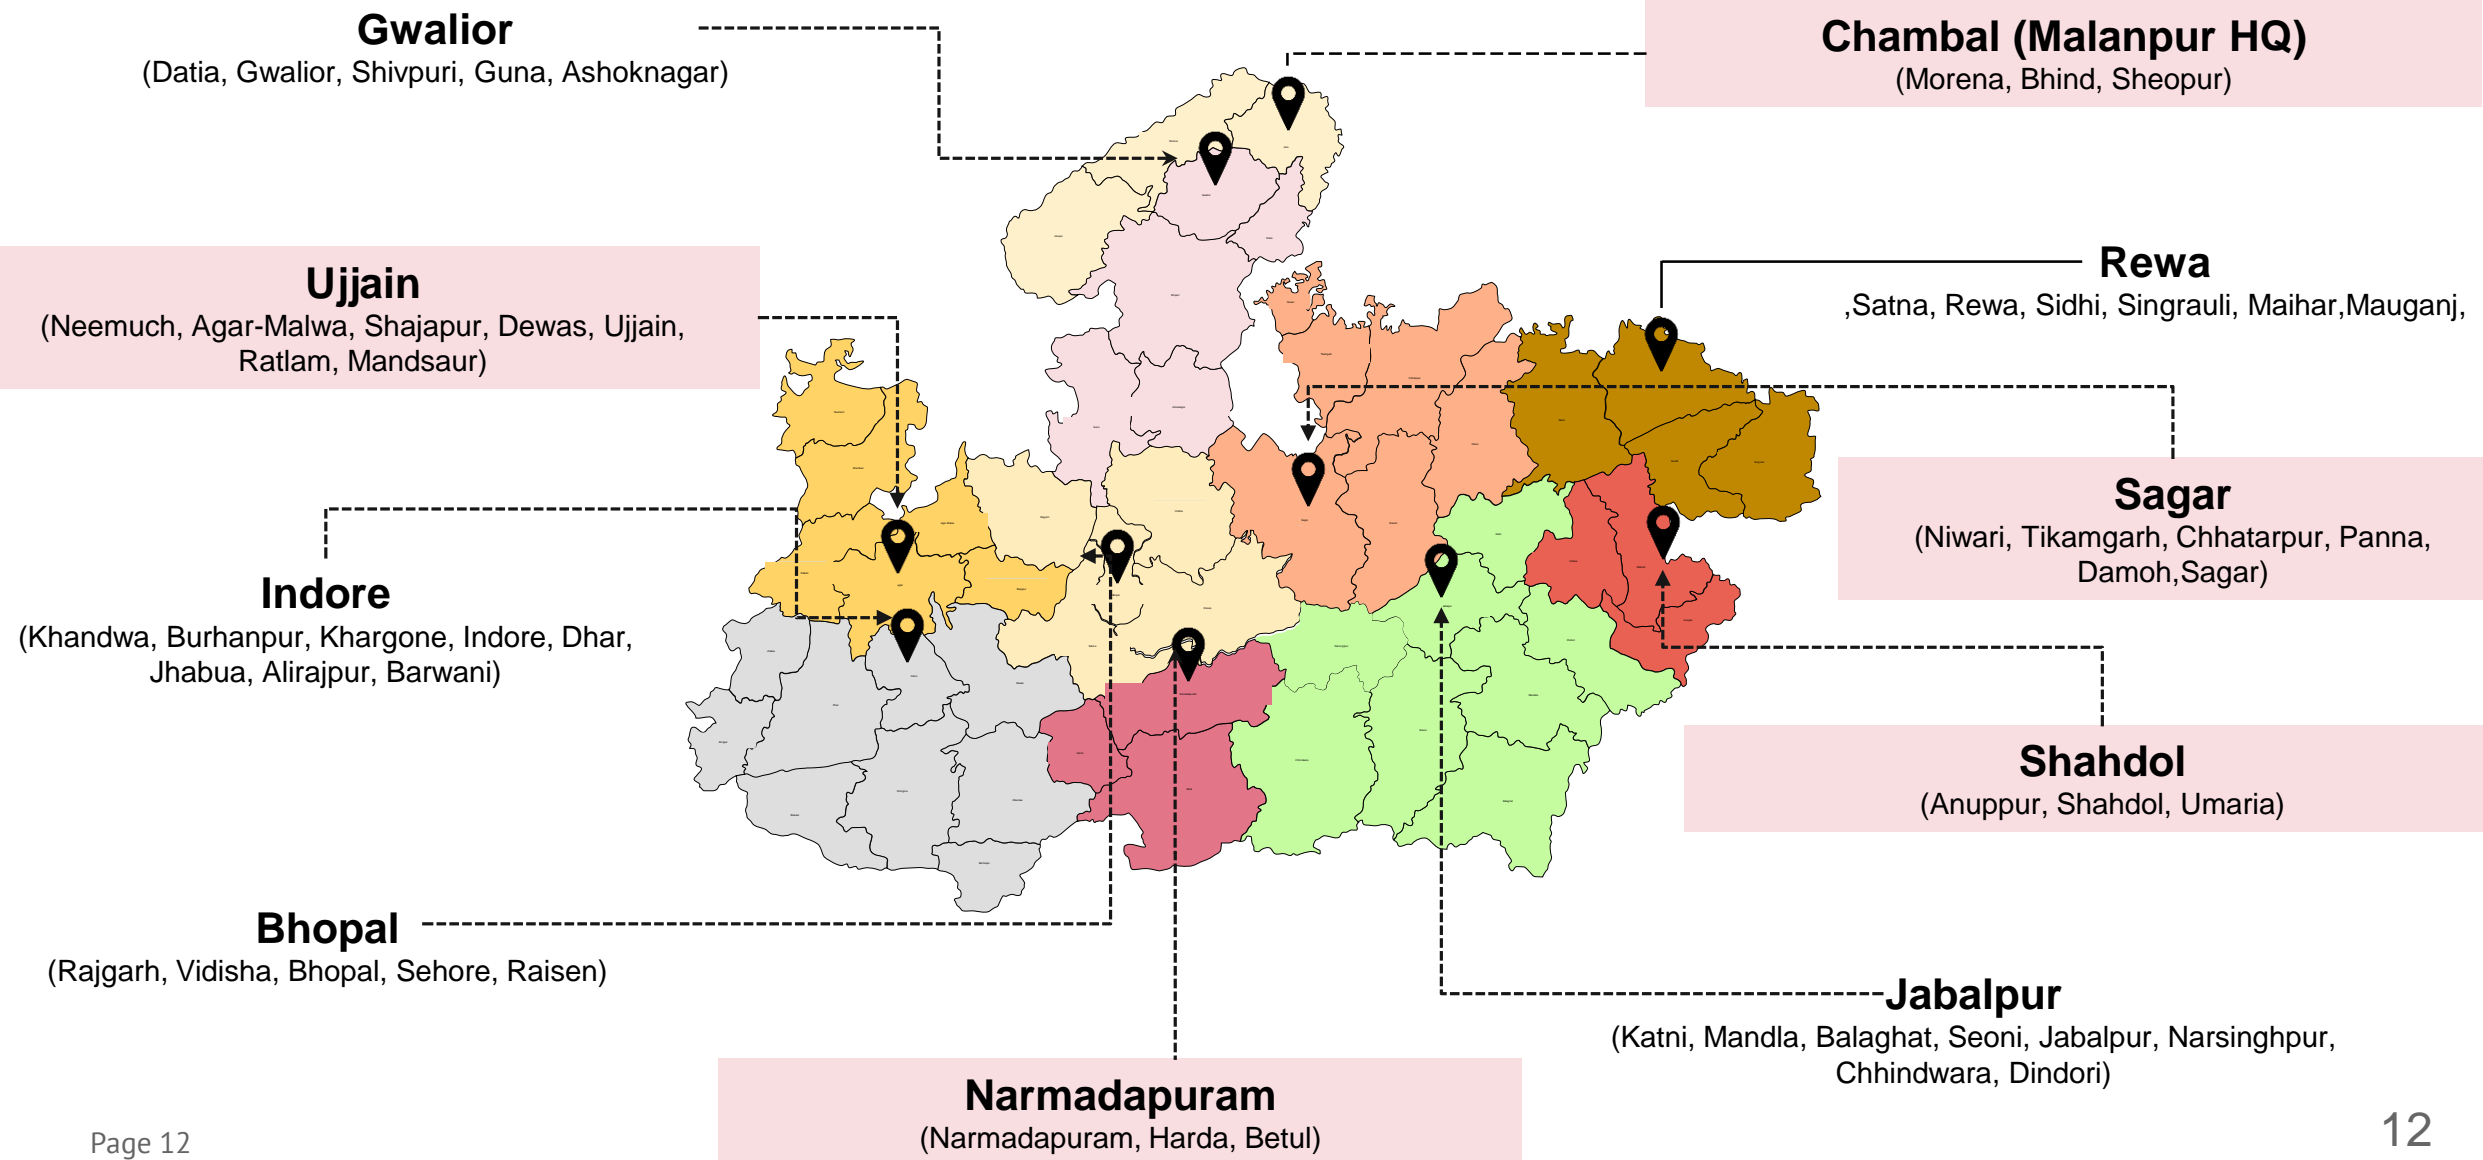 Gwalior
(Datia, Gwalior, Shivpuri, Guna, Ashoknagar)
Chambal (Malanpur HQ)
(Morena, Bhind, Sheopur)
Ujjain
(Neemuch, Agar-Malwa, Shajapur, Dewas, Ujjain,
Ratlam, Mandsaur)
Rewa
,Satna, Rewa, Sidhi, Singrauli, Maihar,Mauganj,
Sagar
(Niwari, Tikamgarh, Chhatarpur, Panna,
Damoh,Sagar)
Indore
(Khandwa, Burhanpur, Khargone, Indore, Dhar,
Jhabua, Alirajpur, Barwani)
Shahdol
(Anuppur, Shahdol, Umaria)
Bhopal
(Rajgarh, Vidisha, Bhopal, Sehore, Raisen)
Jabalpur
(Katni, Mandla, Balaghat, Seoni, Jabalpur, Narsinghpur,
Chhindwara, Dindori)
Narmadapuram
(Narmadapuram, Harda, Betul)
Page 12
12